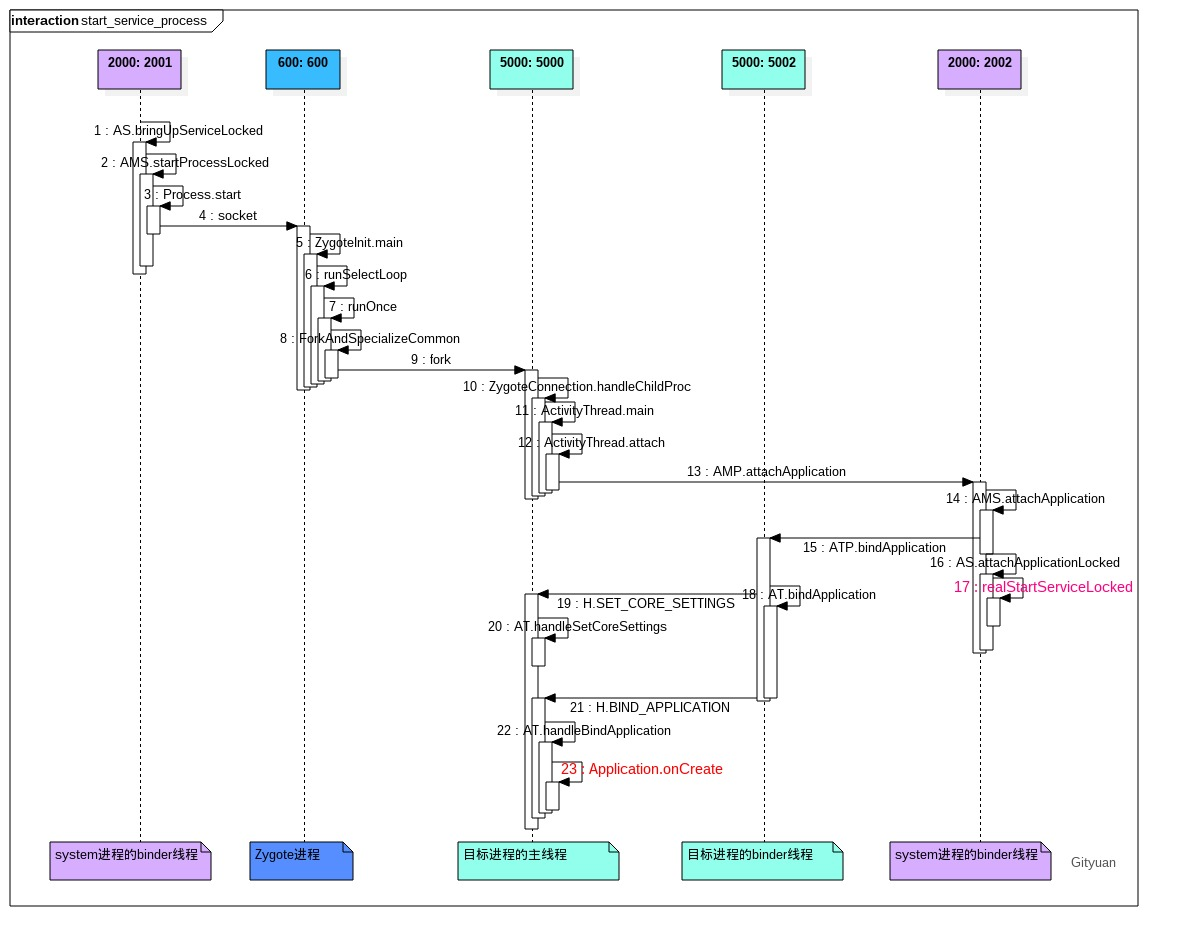 interaction start_service_process
2000: 2001
600: 600
5000: 5000
5000: 5002
2000: 2002
1 : AS.bringUpServiceLocked
2 : AMS.startProcessLocked
3 : Process.start
4 : socket
5 : ZygoteInit.main
6 : runSelectLoop
7 : runOnce
8 : ForkAndSpecializeCommon
9 : fork
10 : ZygoteConnection.handleChildProc
11 : ActivityThread.main
12 : ActivityThread.attach
13 : AMP.attachApplication
14 : AMS.attachApplication
15 : ATP.bindApplication
16 : AS.attachApplicationLocked
17 : realStartServiceLocked
18 : AT.bindApplication
19 : H.SET_CORE_SETTINGS
20 : AT.handleSetCoreSettings
21 : H.BIND_APPLICATION
22 : AT.handleBindApplication
23 : Application.onCreate
system进程的binder线程
Zygote进程
目标进程的主线程
目标进程的binder线程
system进程的binder线程
Gityuan